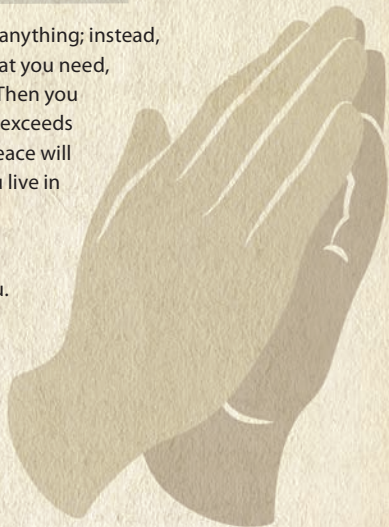 anything; instead,
at you need,
Then you
exceeds
eace will
u live in
u.